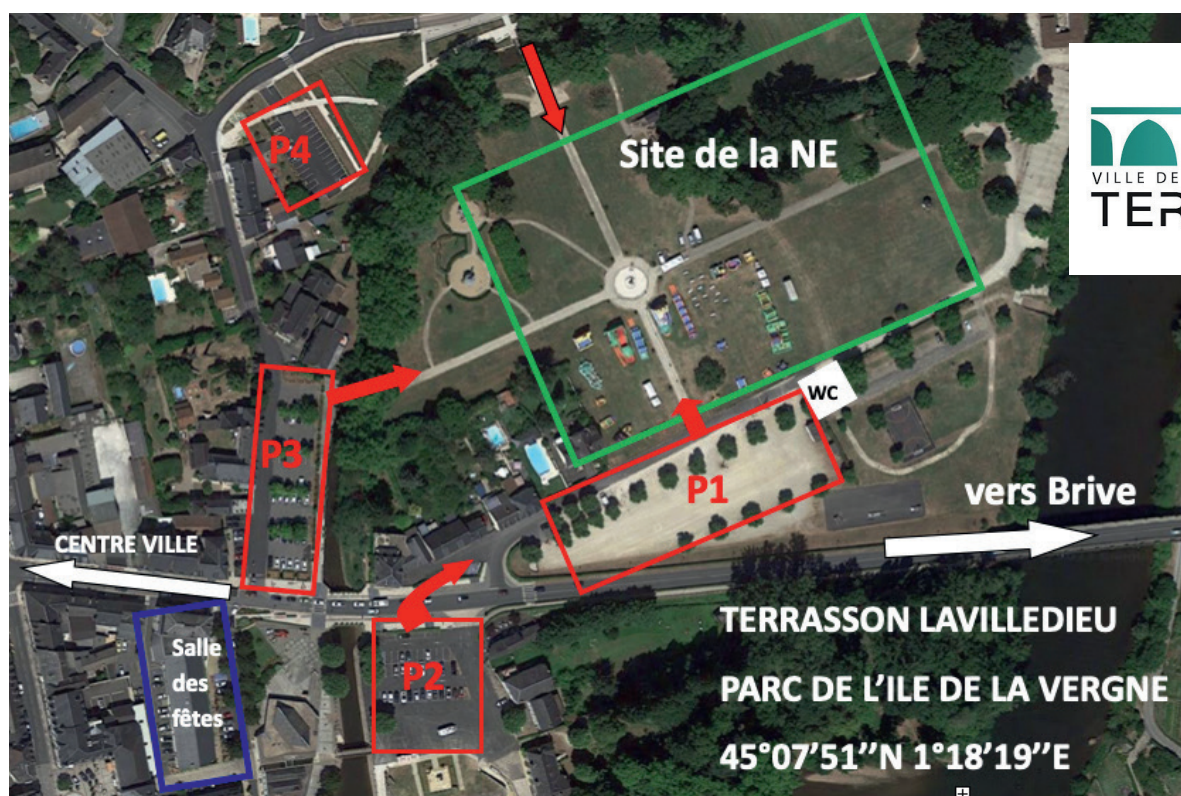 P4
Site de la NE
VILLE DE
TER
WC
P3
P1
vers Brive
CENTRE VILLE
Salle
des
fêtes
P2
TERRASSON LAVILLEDIEU
PARC DE L’ILE DE LA VERGNE
45°07’51’’N 1°18’19’’E